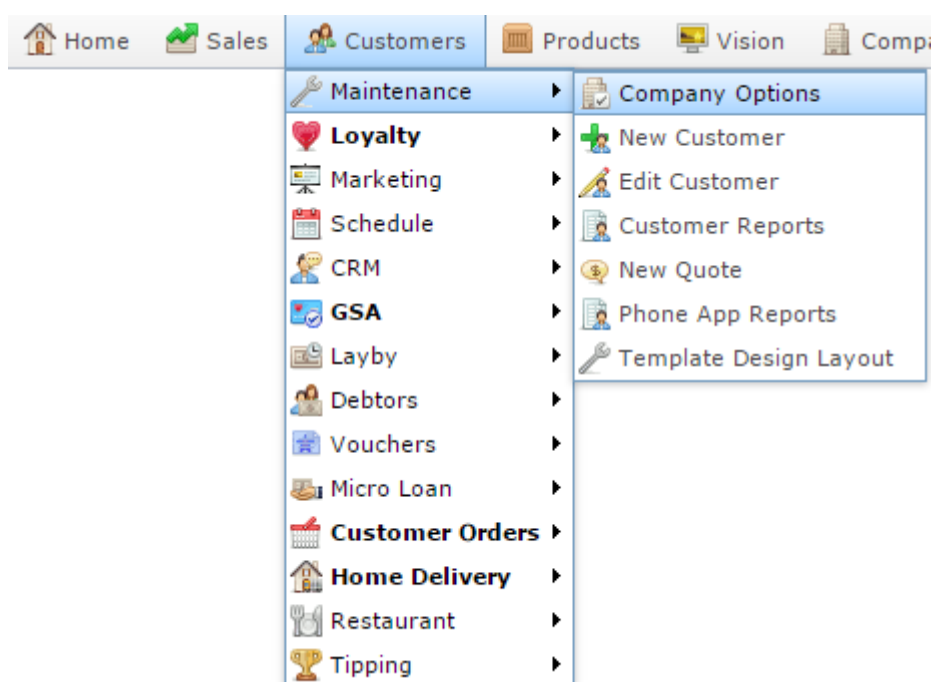 Home Sales Customers Products Vision
Maintenance
Loyalty
Marketing
Schedule
CRM
GSA
Layby
Debtors
Vouchers
Micro Loan
Customer Orders
Home Delivery
Restaurant
Tipping
Company Options
New Customer
Edit Customer
Customer Reports
New Quote
Phone App Reports
Template Design Layout